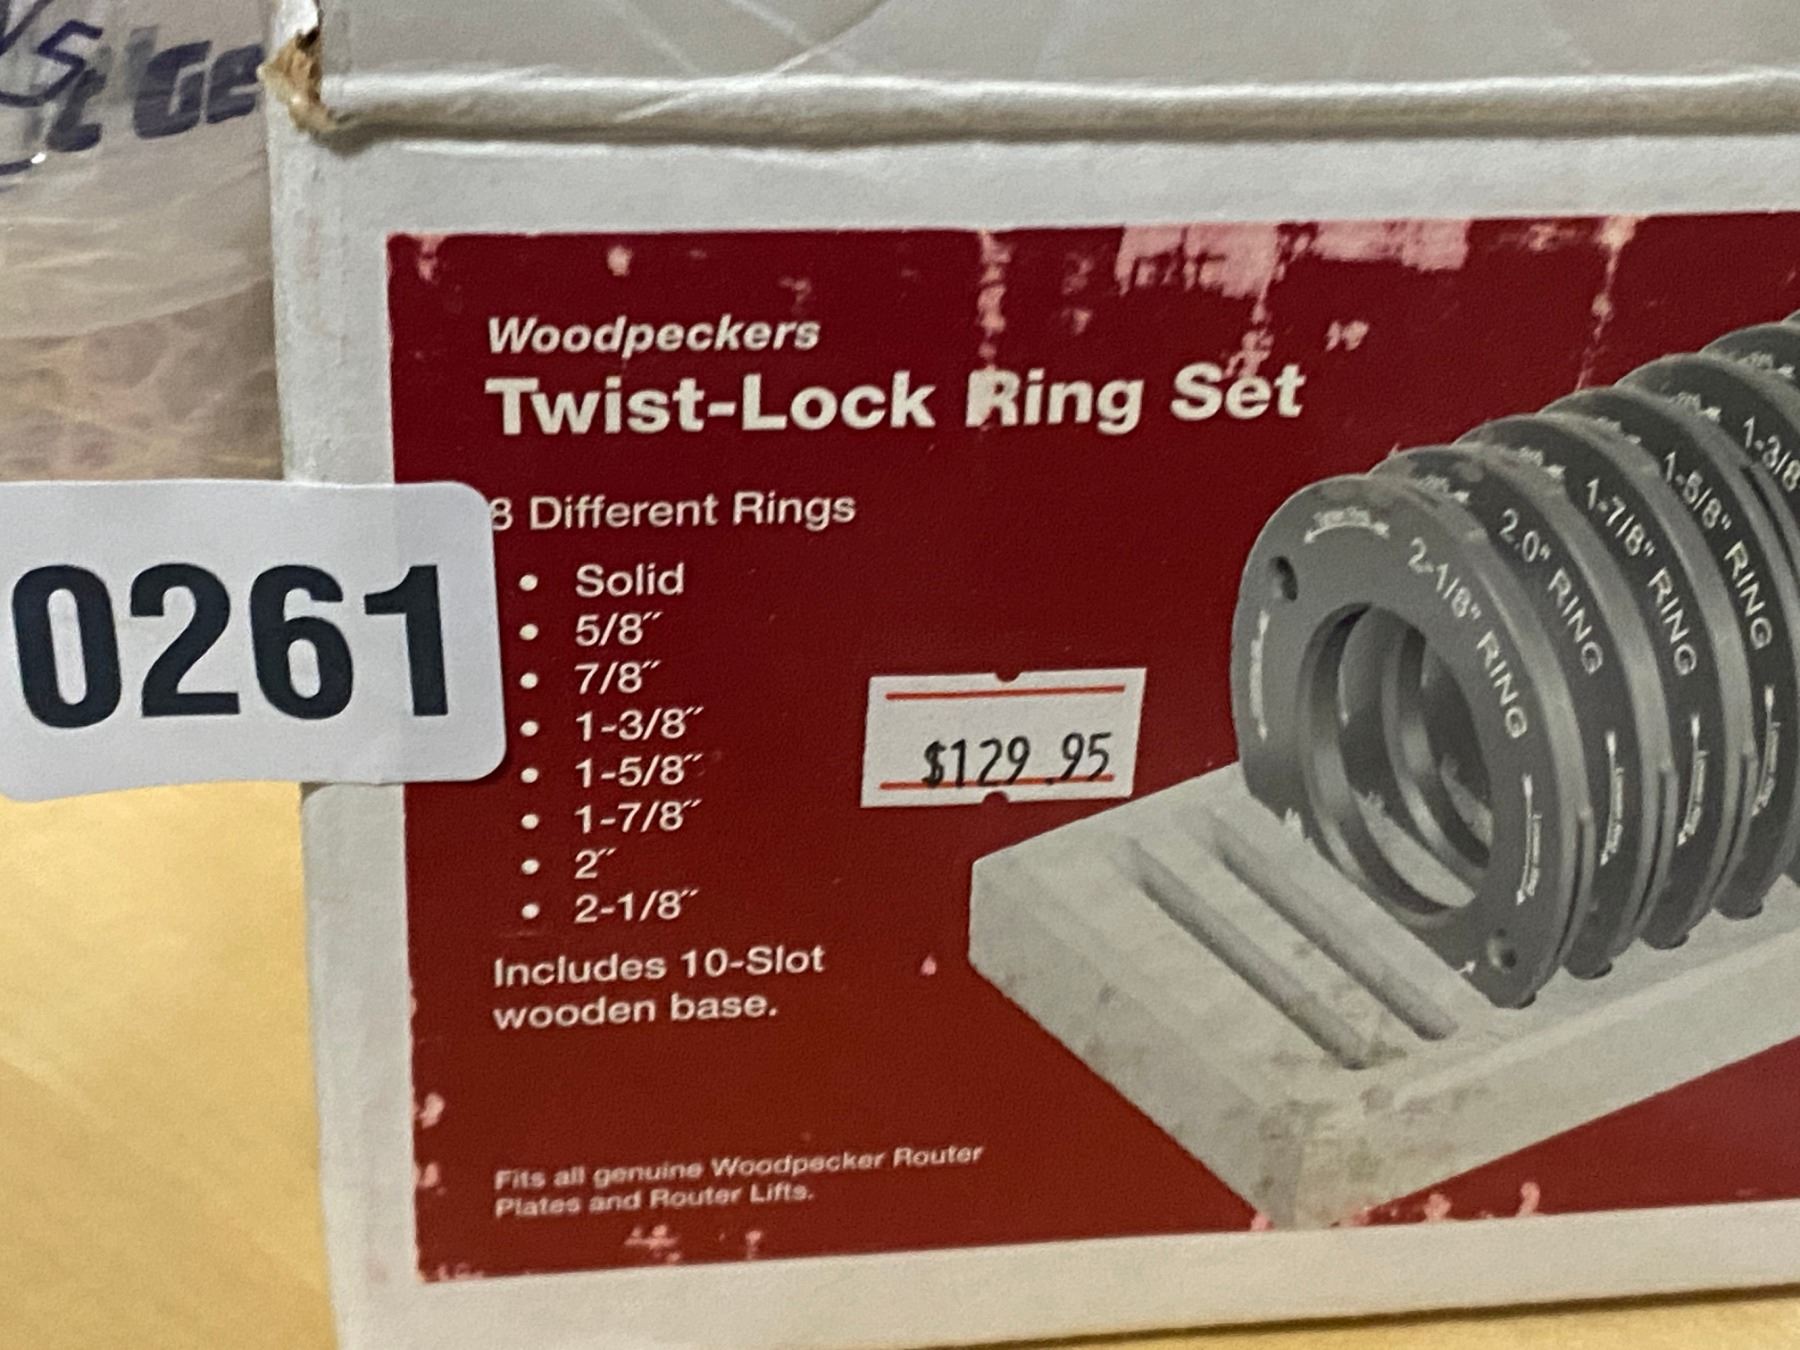 Woodpeckers
Twist-Lock Ring Set
8 Different Rings
• Solid
• 5/8″
• 7/8″
• 1-3/8″
• 1-5/8″
• 1-7/8″
• 2″
• 2-1/8″
Includes 10-Slot
wooden base.
Fits all genuine Woodpecker Router
Plates and Router Lifts.
0261
$129.95
2-1/8" RING
2.0" RING
1-7/8" RING
1-5/8" RING
1-3/8